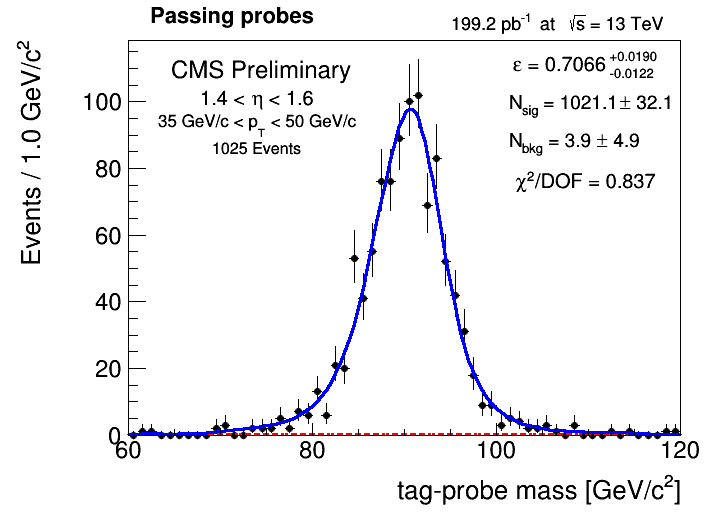 Passing probes
199.2 pb⁻¹ at √s = 13 TeV
Events / 1.0 GeV/c²
CMS Preliminary
1.4 < η < 1.6
35 GeV/c < p_T < 50 GeV/c
1025 Events
ε = 0.7066 +0.0190 -0.0122
N_sig = 1021.1 ± 32.1
N_bkg = 3.9 ± 4.9
χ²/DOF = 0.837
100
80
60
40
20
0
60 80 100 120
tag-probe mass [GeV/c²]